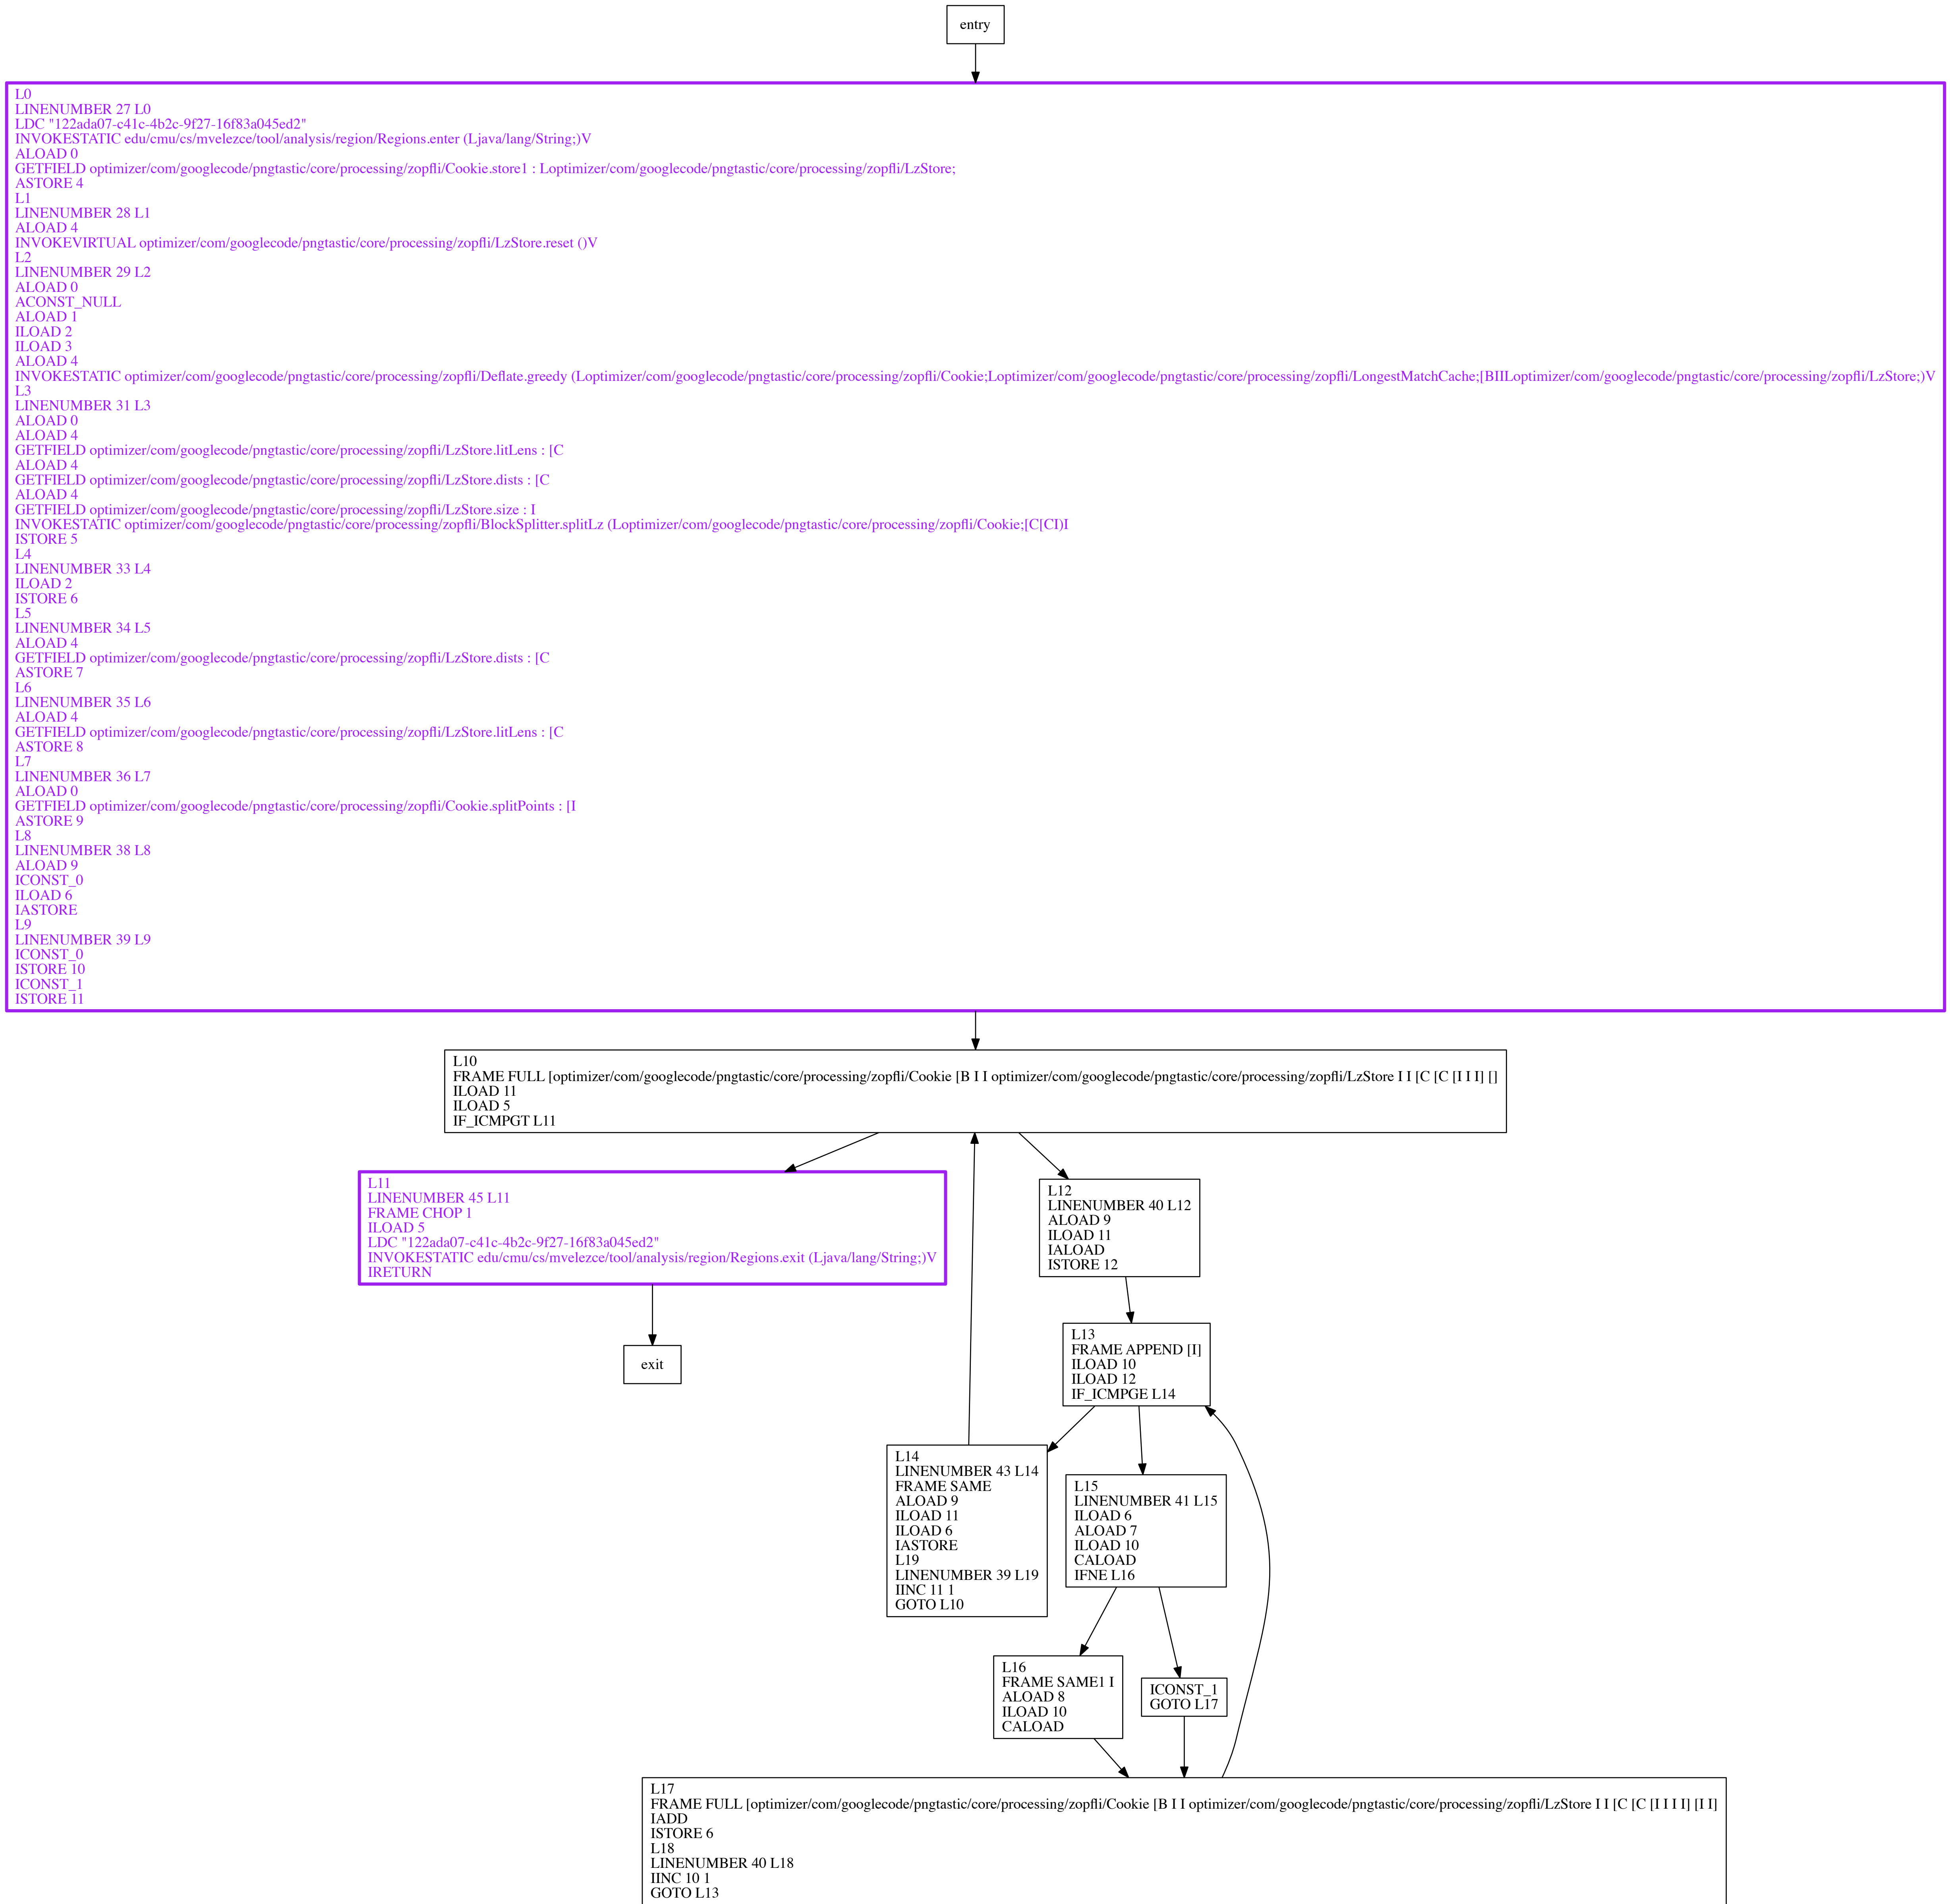 entry
L0
LINENUMBER 27 L0
LDC "122ada07-c41c-4b2c-9f27-16f83a045ed2"
INVOKESTATIC edu/cmu/cs/mvelezce/tool/analysis/region/Regions.enter (Ljava/lang/String;)V
ALOAD 0
GETFIELD optimizer/com/googlecode/pngtastic/core/processing/zopfli/Cookie.store1 : Loptimizer/com/googlecode/pngtastic/core/processing/zopfli/LzStore;
ASTORE 4
L1
LINENUMBER 28 L1
ALOAD 4
INVOKEVIRTUAL optimizer/com/googlecode/pngtastic/core/processing/zopfli/LzStore.reset ()V
L2
LINENUMBER 29 L2
ALOAD 0
ACONST_NULL
ALOAD 1
ILOAD 2
ILOAD 3
ALOAD 4
INVOKESTATIC optimizer/com/googlecode/pngtastic/core/processing/zopfli/Deflate.greedy (Loptimizer/com/googlecode/pngtastic/core/processing/zopfli/Cookie;Loptimizer/com/googlecode/pngtastic/core/processing/zopfli/LongestMatchCache;[BIILoptimizer/com/googlecode/pngtastic/core/processing/zopfli/LzStore;)V
L3
LINENUMBER 31 L3
ALOAD 0
ALOAD 4
GETFIELD optimizer/com/googlecode/pngtastic/core/processing/zopfli/LzStore.litLens : [C
ALOAD 4
GETFIELD optimizer/com/googlecode/pngtastic/core/processing/zopfli/LzStore.dists : [C
ALOAD 4
GETFIELD optimizer/com/googlecode/pngtastic/core/processing/zopfli/LzStore.size : I
INVOKESTATIC optimizer/com/googlecode/pngtastic/core/processing/zopfli/BlockSplitter.splitLz (Loptimizer/com/googlecode/pngtastic/core/processing/zopfli/Cookie;[C[CI)I
ISTORE 5
L4
LINENUMBER 33 L4
ILOAD 2
ISTORE 6
L5
LINENUMBER 34 L5
ALOAD 4
GETFIELD optimizer/com/googlecode/pngtastic/core/processing/zopfli/LzStore.dists : [C
ASTORE 7
L6
LINENUMBER 35 L6
ALOAD 4
GETFIELD optimizer/com/googlecode/pngtastic/core/processing/zopfli/LzStore.litLens : [C
ASTORE 8
L7
LINENUMBER 36 L7
ALOAD 0
GETFIELD optimizer/com/googlecode/pngtastic/core/processing/zopfli/Cookie.splitPoints : [I
ASTORE 9
L8
LINENUMBER 38 L8
ALOAD 9
ICONST_0
ILOAD 6
IASTORE
L9
LINENUMBER 39 L9
ICONST_0
ISTORE 10
ICONST_1
ISTORE 11
L10
FRAME FULL [optimizer/com/googlecode/pngtastic/core/processing/zopfli/Cookie [B I I optimizer/com/googlecode/pngtastic/core/processing/zopfli/LzStore I I [C [C [I I I] []
ILOAD 11
ILOAD 5
IF_ICMPGT L11
L11
LINENUMBER 45 L11
FRAME CHOP 1
ILOAD 5
LDC "122ada07-c41c-4b2c-9f27-16f83a045ed2"
INVOKESTATIC edu/cmu/cs/mvelezce/tool/analysis/region/Regions.exit (Ljava/lang/String;)V
IRETURN
L12
LINENUMBER 40 L12
ALOAD 9
ILOAD 11
IALOAD
ISTORE 12
exit
L13
FRAME APPEND [I]
ILOAD 10
ILOAD 12
IF_ICMPGE L14
L14
LINENUMBER 43 L14
FRAME SAME
ALOAD 9
ILOAD 11
ILOAD 6
IASTORE
L19
LINENUMBER 39 L19
IINC 11 1
GOTO L10
L15
LINENUMBER 41 L15
ILOAD 6
ALOAD 7
ILOAD 10
CALOAD
IFNE L16
L16
FRAME SAME1 I
ALOAD 8
ILOAD 10
CALOAD
ICONST_1
GOTO L17
L17
FRAME FULL [optimizer/com/googlecode/pngtastic/core/processing/zopfli/Cookie [B I I optimizer/com/googlecode/pngtastic/core/processing/zopfli/LzStore I I [C [C [I I I I] [I I]
IADD
ISTORE 6
L18
LINENUMBER 40 L18
IINC 10 1
GOTO L13